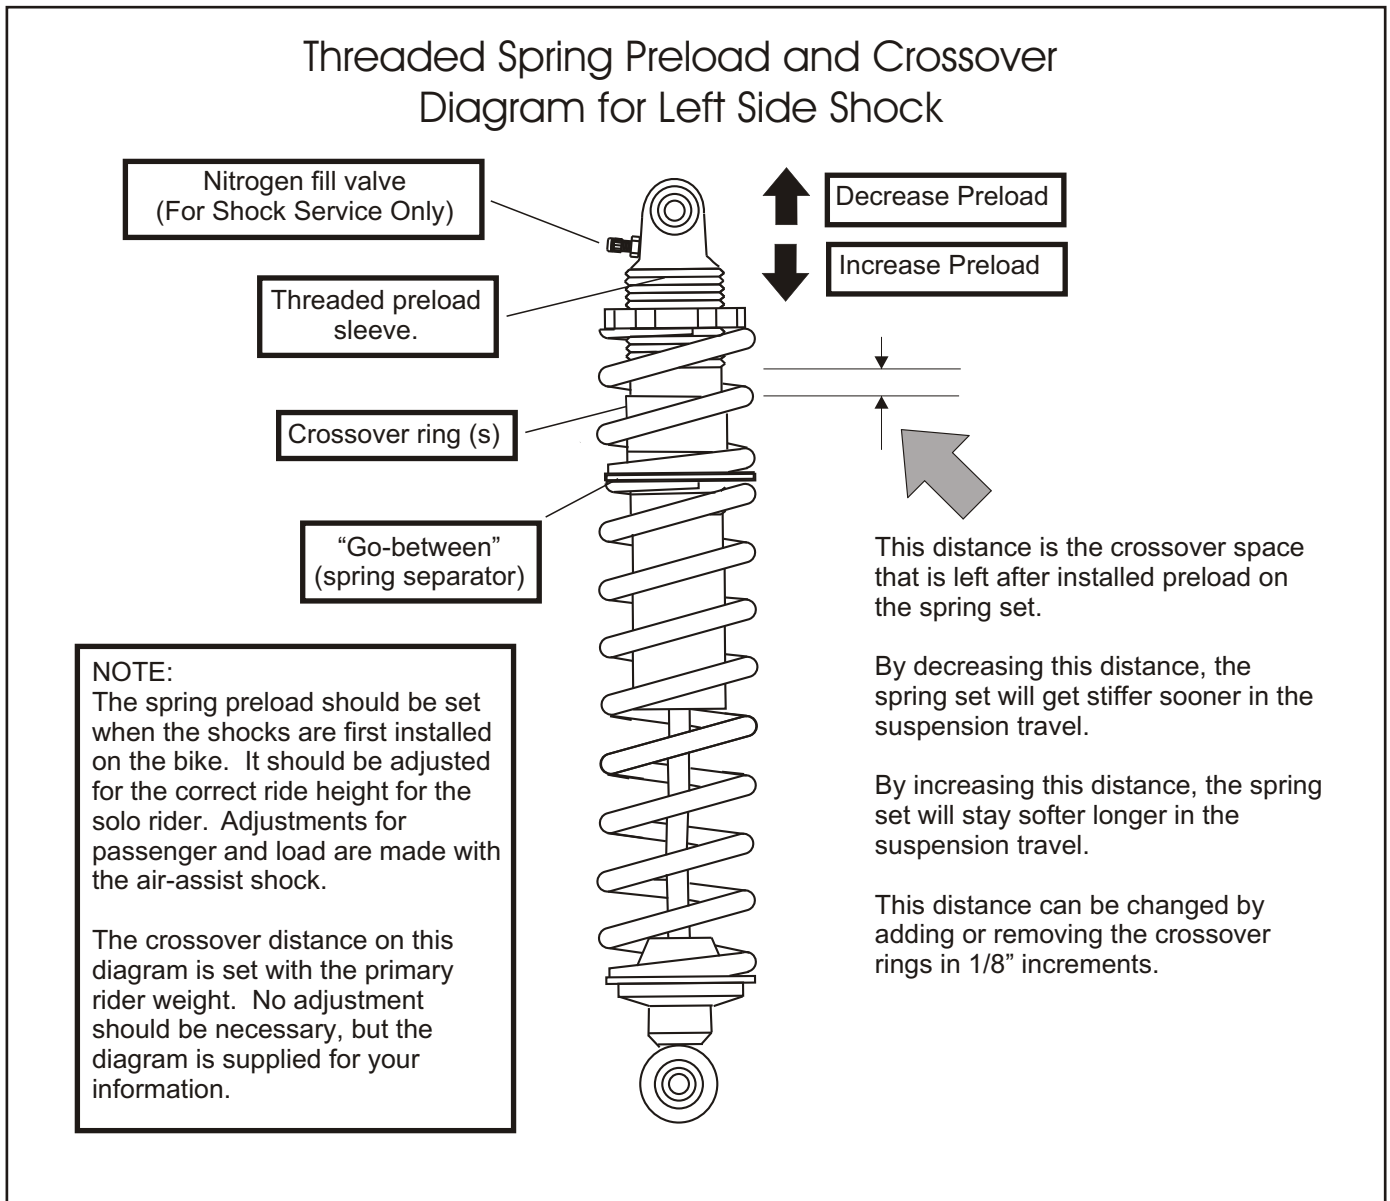 Threaded Spring Preload and Crossover
Diagram for Left Side Shock
Nitrogen fill valve
(For Shock Service Only)
Decrease Preload
Increase Preload
Threaded preload
sleeve.
Crossover ring (s)
“Go-between”
(spring separator)
This distance is the crossover space
that is left after installed preload on
the spring set.
By decreasing this distance, the
spring set will get stiffer sooner in the
suspension travel.
By increasing this distance, the spring
set will stay softer longer in the
suspension travel.
This distance can be changed by
adding or removing the crossover
rings in 1/8” increments.
NOTE:
The spring preload should be set
when the shocks are first installed
on the bike.  It should be adjusted
for the correct ride height for the
solo rider.  Adjustments for
passenger and load are made with
the air-assist shock.
The crossover distance on this
diagram is set with the primary
rider weight.  No adjustment
should be necessary, but the
diagram is supplied for your
information.